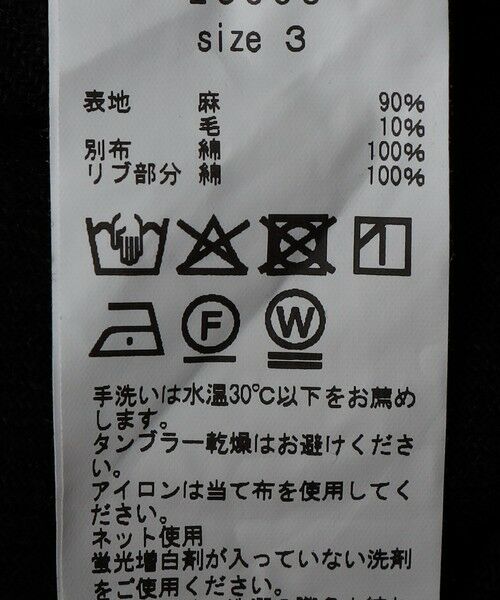 size 3
表地 麻 90%
毛 10%
別布 綿 100%
リブ部分 綿 100%
F W
手洗いは水温30℃以下をお薦め
します。
タンブラー乾燥はお避けくださ
い。
アイロンは当て布を使用してく
ださい。
ネット使用
蛍光増白剤が入っていない洗剤
をご使用ください。